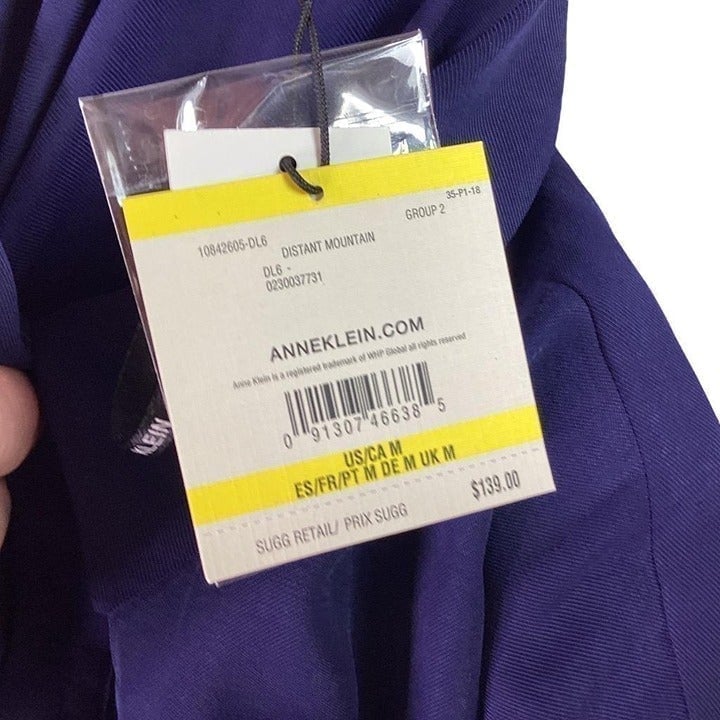 35-P1-18
10842605-DL6 DISTANT MOUNTAIN GROUP 2
DL6 -
0230037731
ANNEKLEIN.COM
Anne Klein is a registered trademark of WHP Global all rights reserved
0 91307 46638 5
US/CA M
ES/FR/PT M DE M UK M
$139.00
SUGG RETAIL/ PRIX SUGG
KLEIN